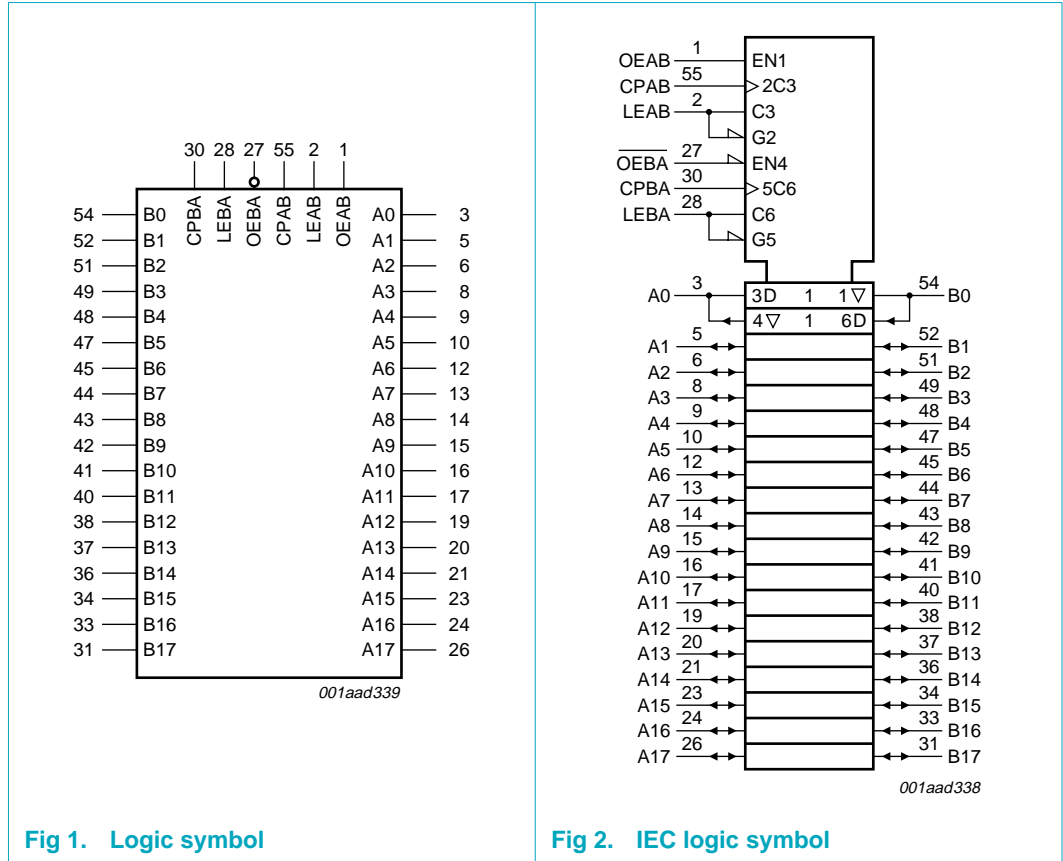 30 28 27 55 2 1
CPBA LEBA OEBA CPAB LEAB OEAB
54 B0 A0 3
52 B1 A1 5
51 B2 A2 6
49 B3 A3 8
48 B4 A4 9
47 B5 A5 10
45 B6 A6 12
44 B7 A7 13
43 B8 A8 14
42 B9 A9 15
41 B10 A10 16
40 B11 A11 17
38 B12 A12 19
37 B13 A13 20
36 B14 A14 21
34 B15 A15 23
33 B16 A16 24
31 B17 A17 26
001aad339
Fig 1. Logic symbol
OEAB 1 EN1
CPAB 55 2C3
LEAB 2 C3
G2
OEBA 27 EN4
CPBA 30 5C6
LEBA 28 C6
G5
A0 3 3D 1 1▽ 54 B0
4▽ 1 6D
A1 5 52 B1
A2 6 51 B2
A3 8 49 B3
A4 9 48 B4
A5 10 47 B5
A6 12 45 B6
A7 13 44 B7
A8 14 43 B8
A9 15 42 B9
A10 16 41 B10
A11 17 40 B11
A12 19 38 B12
A13 20 37 B13
A14 21 36 B14
A15 23 34 B15
A16 24 33 B16
A17 26 31 B17
001aad338
Fig 2. IEC logic symbol